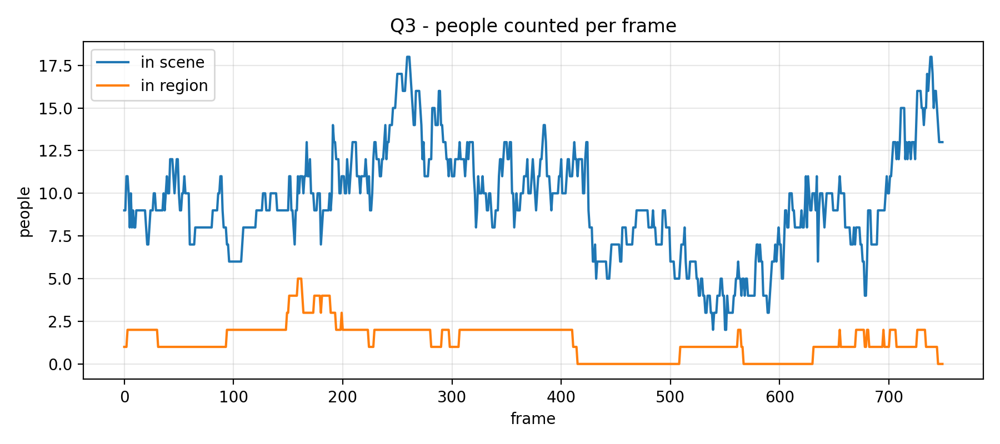 Q3 - people counted per frame
in scene
in region
people
17.5
15.0
12.5
10.0
7.5
5.0
2.5
0.0
0 100 200 300 400 500 600 700
frame